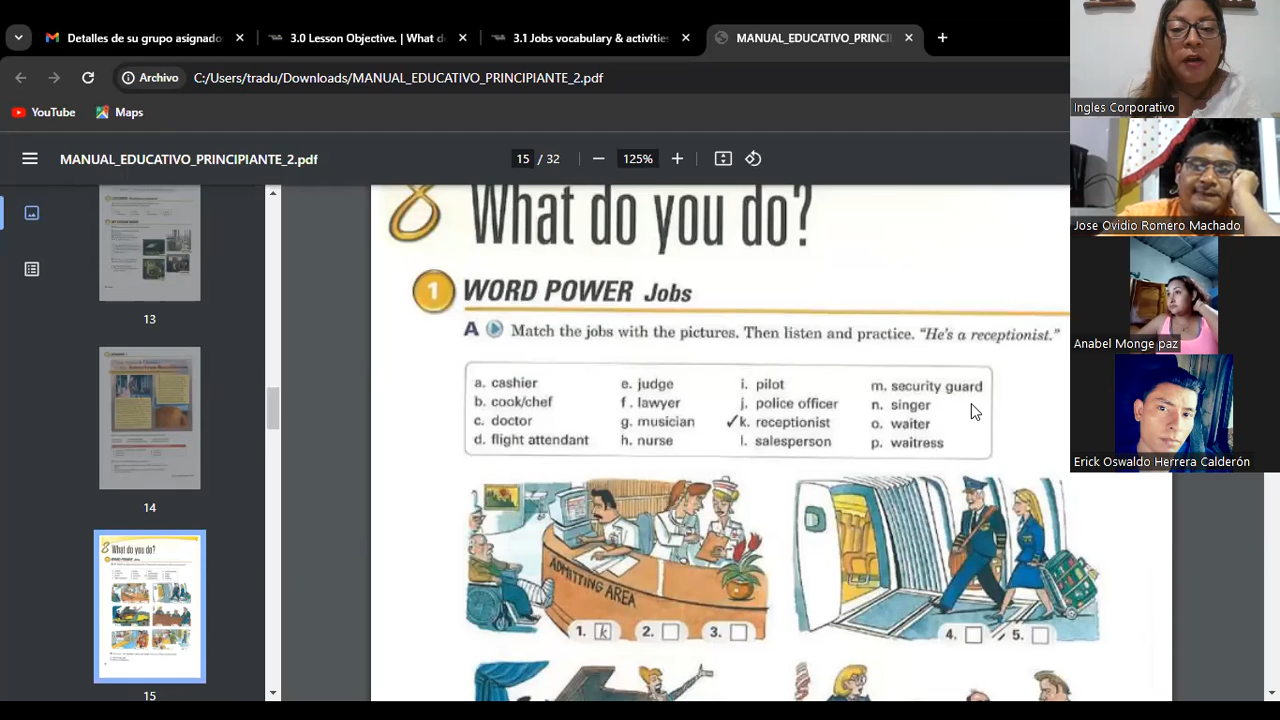 Detalles de su grupo asignado
3.0 Lesson Objective. | What d
3.1 Jobs vocabulary & activitie
MANUAL_EDUCATIVO_PRINCI
Archivo
C:/Users/tradu/Downloads/MANUAL_EDUCATIVO_PRINCIPIANTE_2.pdf
YouTube
Maps
MANUAL_EDUCATIVO_PRINCIPIANTE_2.pdf
15 / 32
125%
13
14
15
8 What do you do?
1 WORD POWER Jobs
A Match the jobs with the pictures. Then listen and practice. "He's a receptionist."
a. cashier
b. cook/chef
c. doctor
d. flight attendant
e. judge
f. lawyer
g. musician
h. nurse
i. pilot
j. police officer
✓k. receptionist
l. salesperson
m. security guard
n. singer
o. waiter
p. waitress
ADMITTING AREA
1. k 2. 3.
4. 5.
Ingles Corporativo
Jose Ovidio Romero Machado
Anabel Monge paz
Erick Oswaldo Herrera Calderón